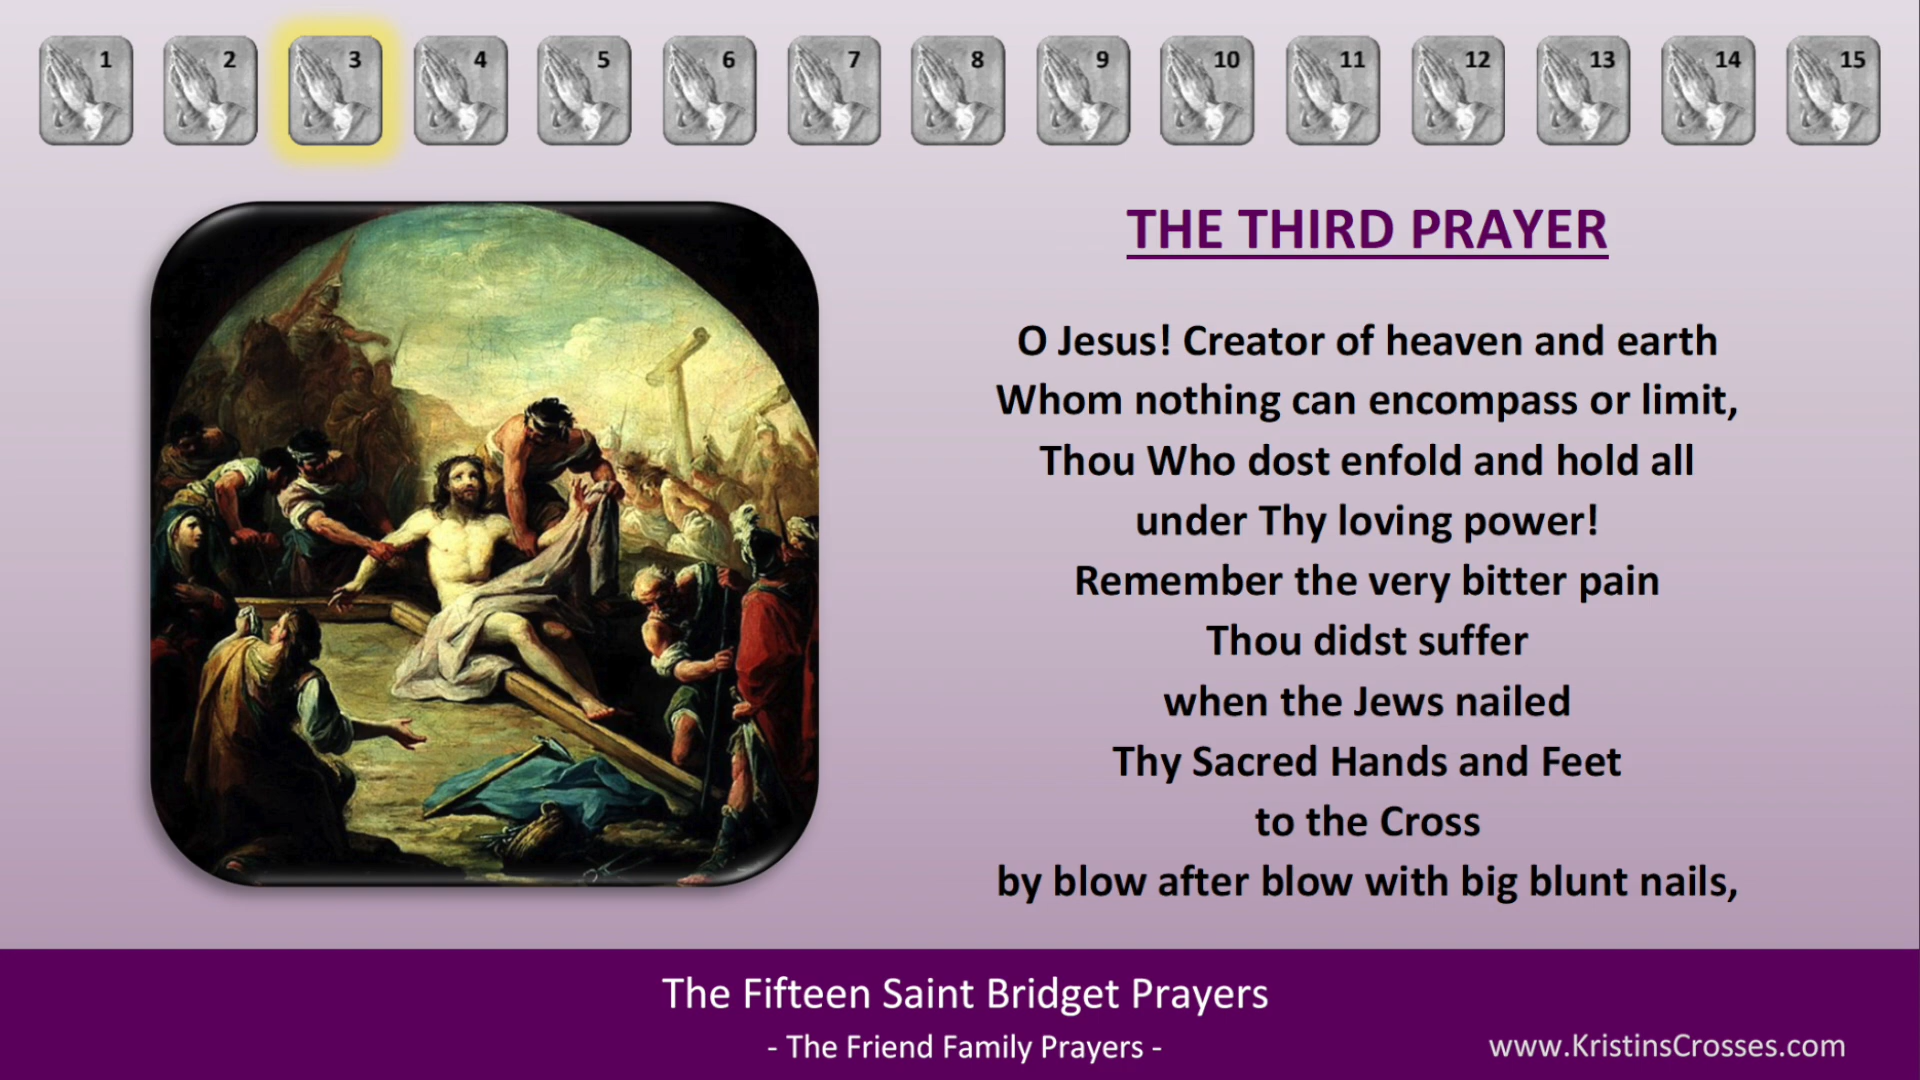 1 2 3 4 5 6 7 8 9 10 11 12 13 14 15
THE THIRD PRAYER
O Jesus! Creator of heaven and earth
Whom nothing can encompass or limit,
Thou Who dost enfold and hold all
under Thy loving power!
Remember the very bitter pain
Thou didst suffer
when the Jews nailed
Thy Sacred Hands and Feet
to the Cross
by blow after blow with big blunt nails,
The Fifteen Saint Bridget Prayers
- The Friend Family Prayers -
www.KristinsCrosses.com